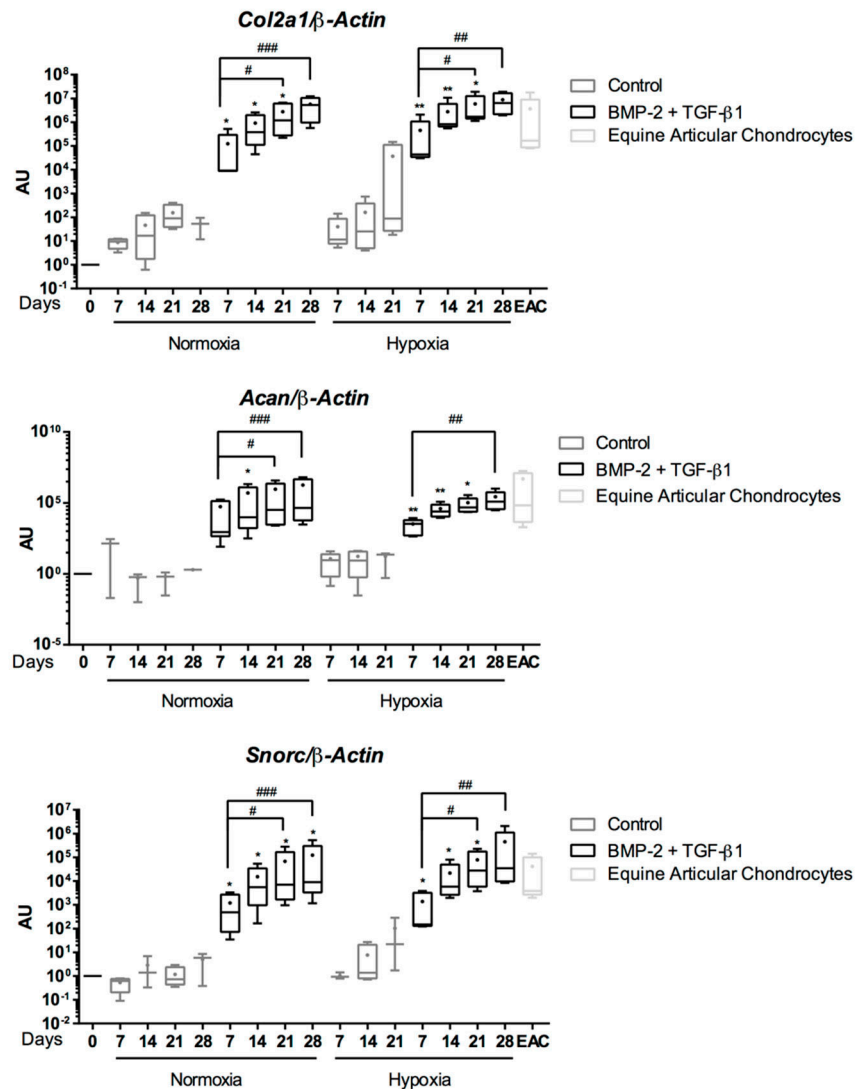 Col2a1/β-Actin
###
#
##
#
* * * *
** ** *
10⁸
10⁷
10⁶
10⁵
10⁴
10³
10²
10¹
10⁰
10⁻¹
AU
Control
BMP-2 + TGF-β1
Equine Articular Chondrocytes
Days 0 7 14 21 28 7 14 21 28 7 14 21 7 14 21 28 EAC
Normoxia Hypoxia
Acan/β-Actin
###
#
##
*
** ** *
10¹⁰
10⁵
10⁰
10⁻⁵
AU
Control
BMP-2 + TGF-β1
Equine Articular Chondrocytes
Days 0 7 14 21 28 7 14 21 28 7 14 21 7 14 21 28 EAC
Normoxia Hypoxia
Snorc/β-Actin
###
#
##
#
* * * *
* * *
10⁷
10⁶
10⁵
10⁴
10³
10²
10¹
10⁰
10⁻¹
10⁻²
AU
Control
BMP-2 + TGF-β1
Equine Articular Chondrocytes
Days 0 7 14 21 28 7 14 21 28 7 14 21 7 14 21 28 EAC
Normoxia Hypoxia